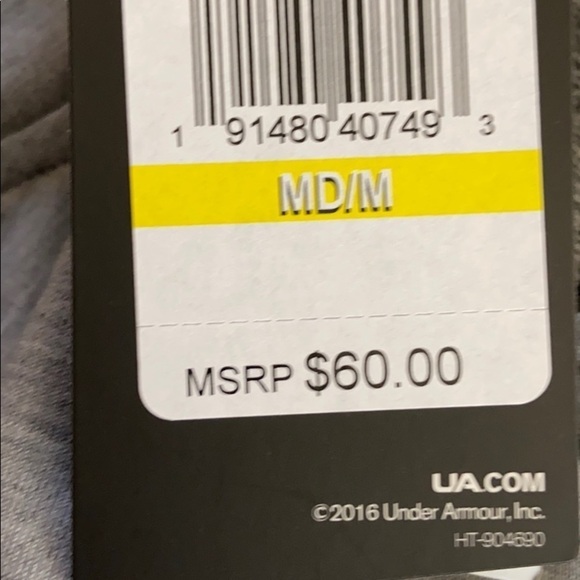 1 91480 40749 3
MD/M
MSRP $60.00
UA.COM
©2016 Under Armour, Inc.
HT-904690